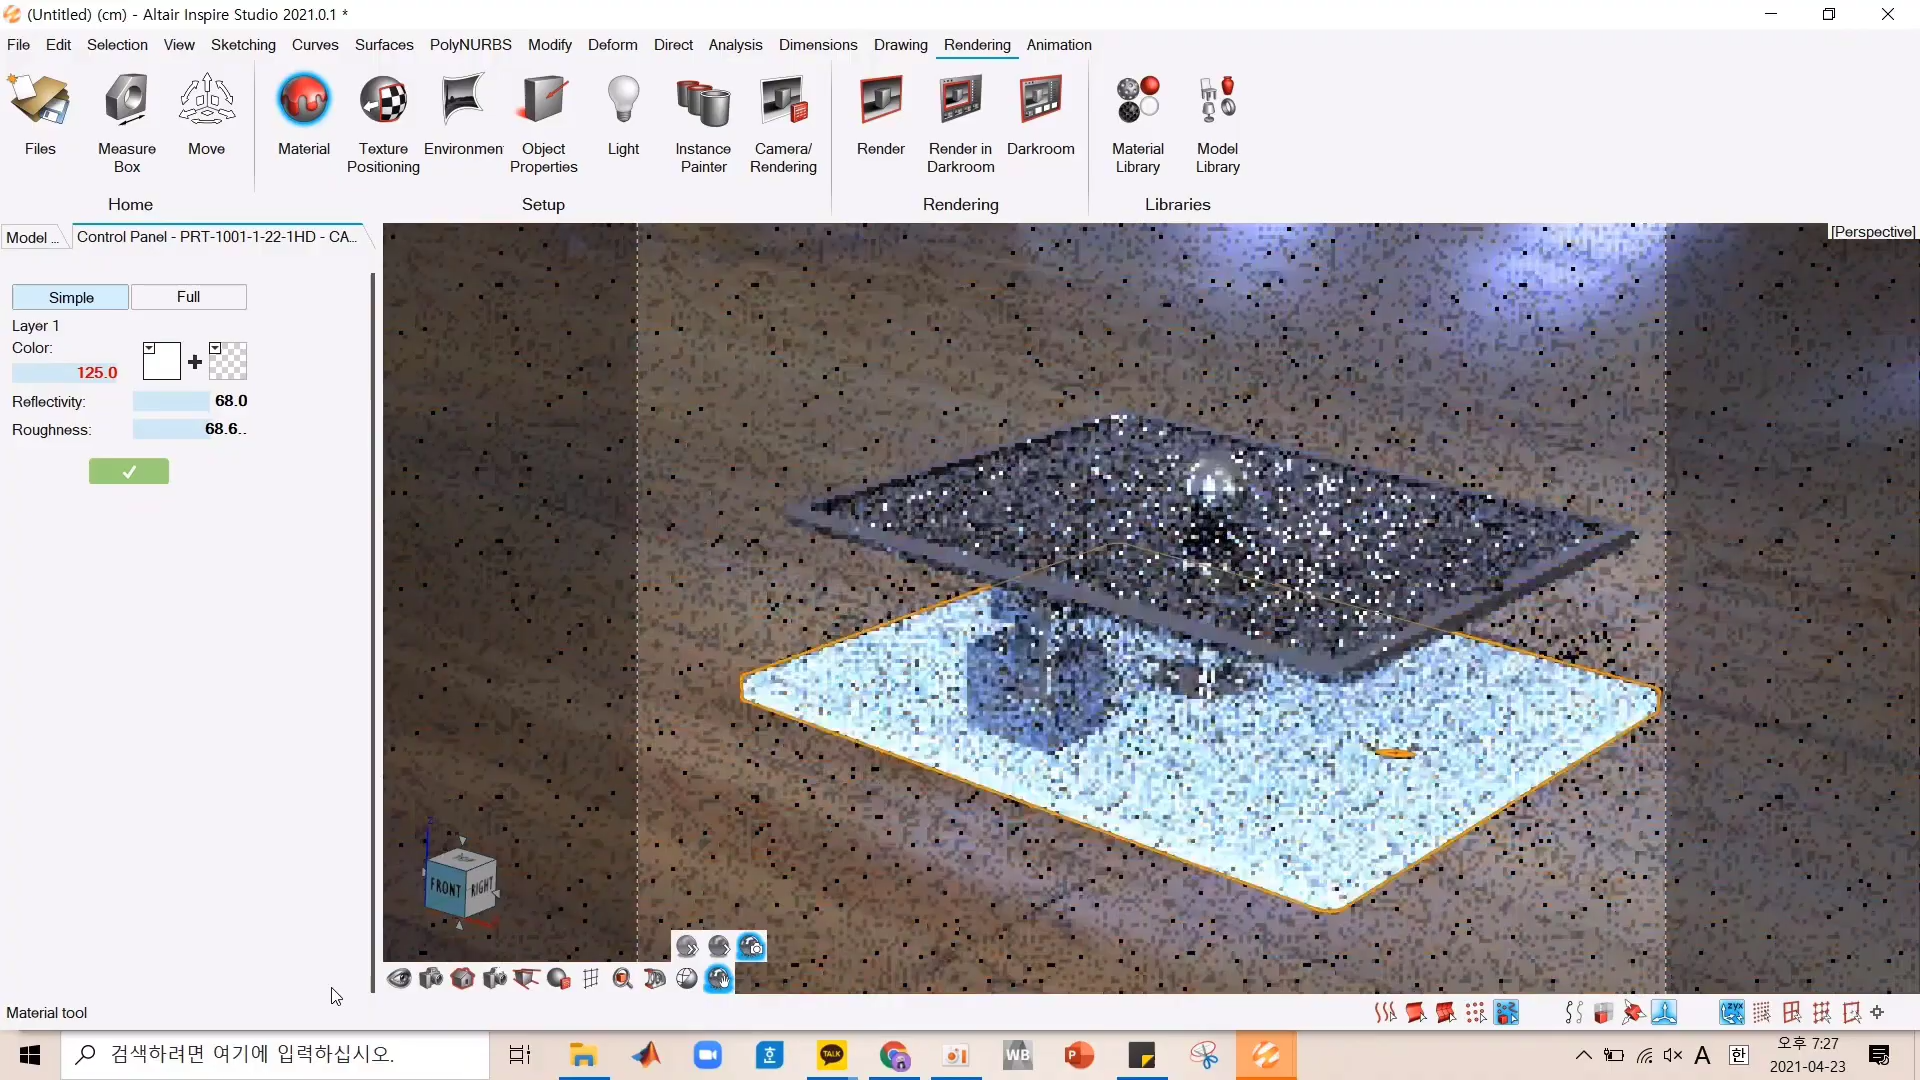 (Untitled) (cm) - Altair Inspire Studio 2021.0.1 *
File Edit Selection View Sketching Curves Surfaces PolyNURBS Modify Deform Direct Analysis Dimensions Drawing Rendering Animation
Files Measure Box Move Material Texture Positioning Environmen Object Properties Light Instance Painter Camera/ Rendering Render Render in Darkroom Darkroom Material Library Model Library
Home Setup Rendering Libraries
Model ... Control Panel - PRT-1001-1-22-1HD - CA...
[Perspective]
Simple Full
Layer 1
Color:
125.0
Reflectivity: 68.0
Roughness: 68.6..
FRONT RIGHT
Material tool
zyx
검색하려면 여기에 입력하십시오.
TALK
WB
P
A
한
오후 7:27
2021-04-23